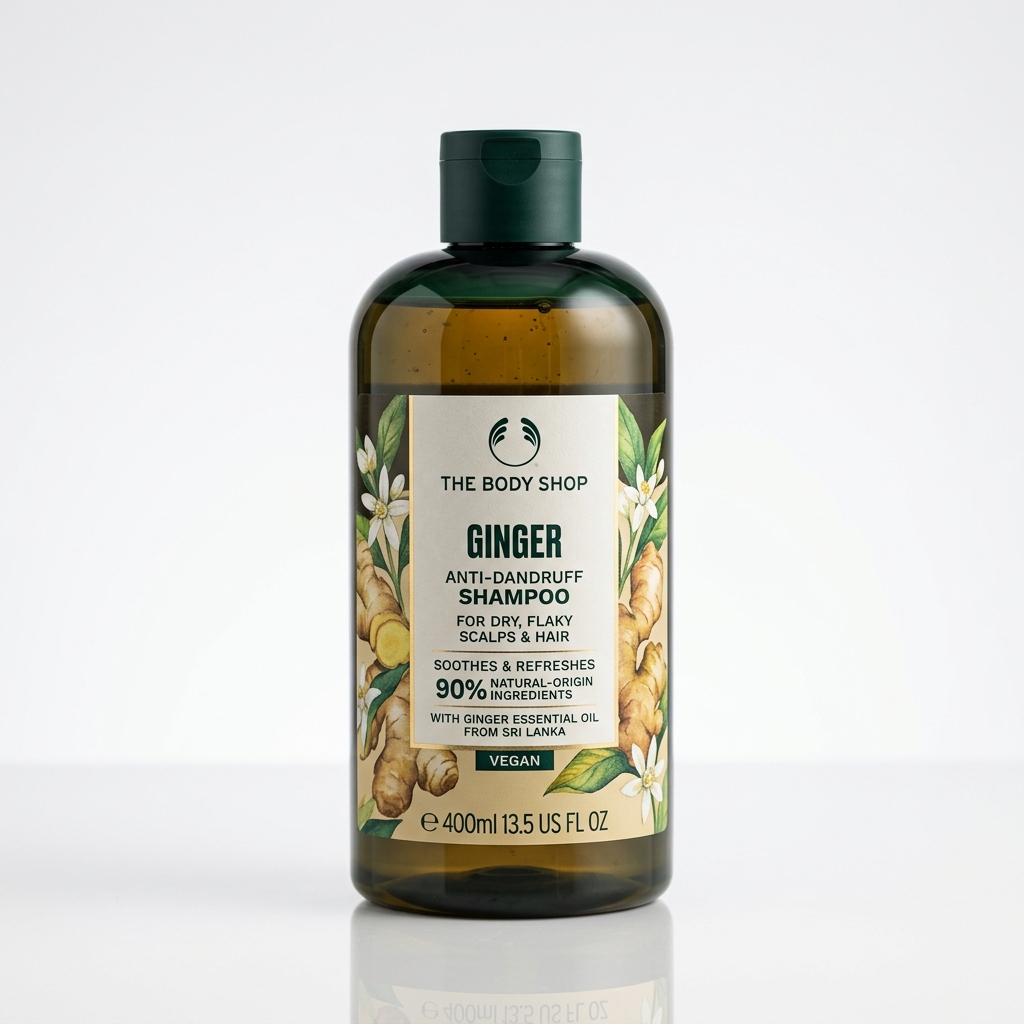 THE BODY SHOP
GINGER
ANTI-DANDRUFF
SHAMPOO
FOR DRY, FLAKY
SCALPS & HAIR
SOOTHES & REFRESHES
90% NATURAL-ORIGIN
INGREDIENTS
WITH GINGER ESSENTIAL OIL
FROM SRI LANKA
VEGAN
℮ 400ml 13.5 US FL OZ